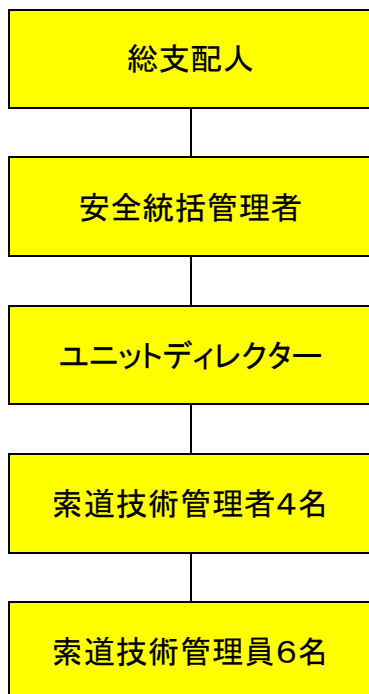 総支配人
安全統括管理者
ユニットディレクター
索道技術管理者4名
索道技術管理員6名